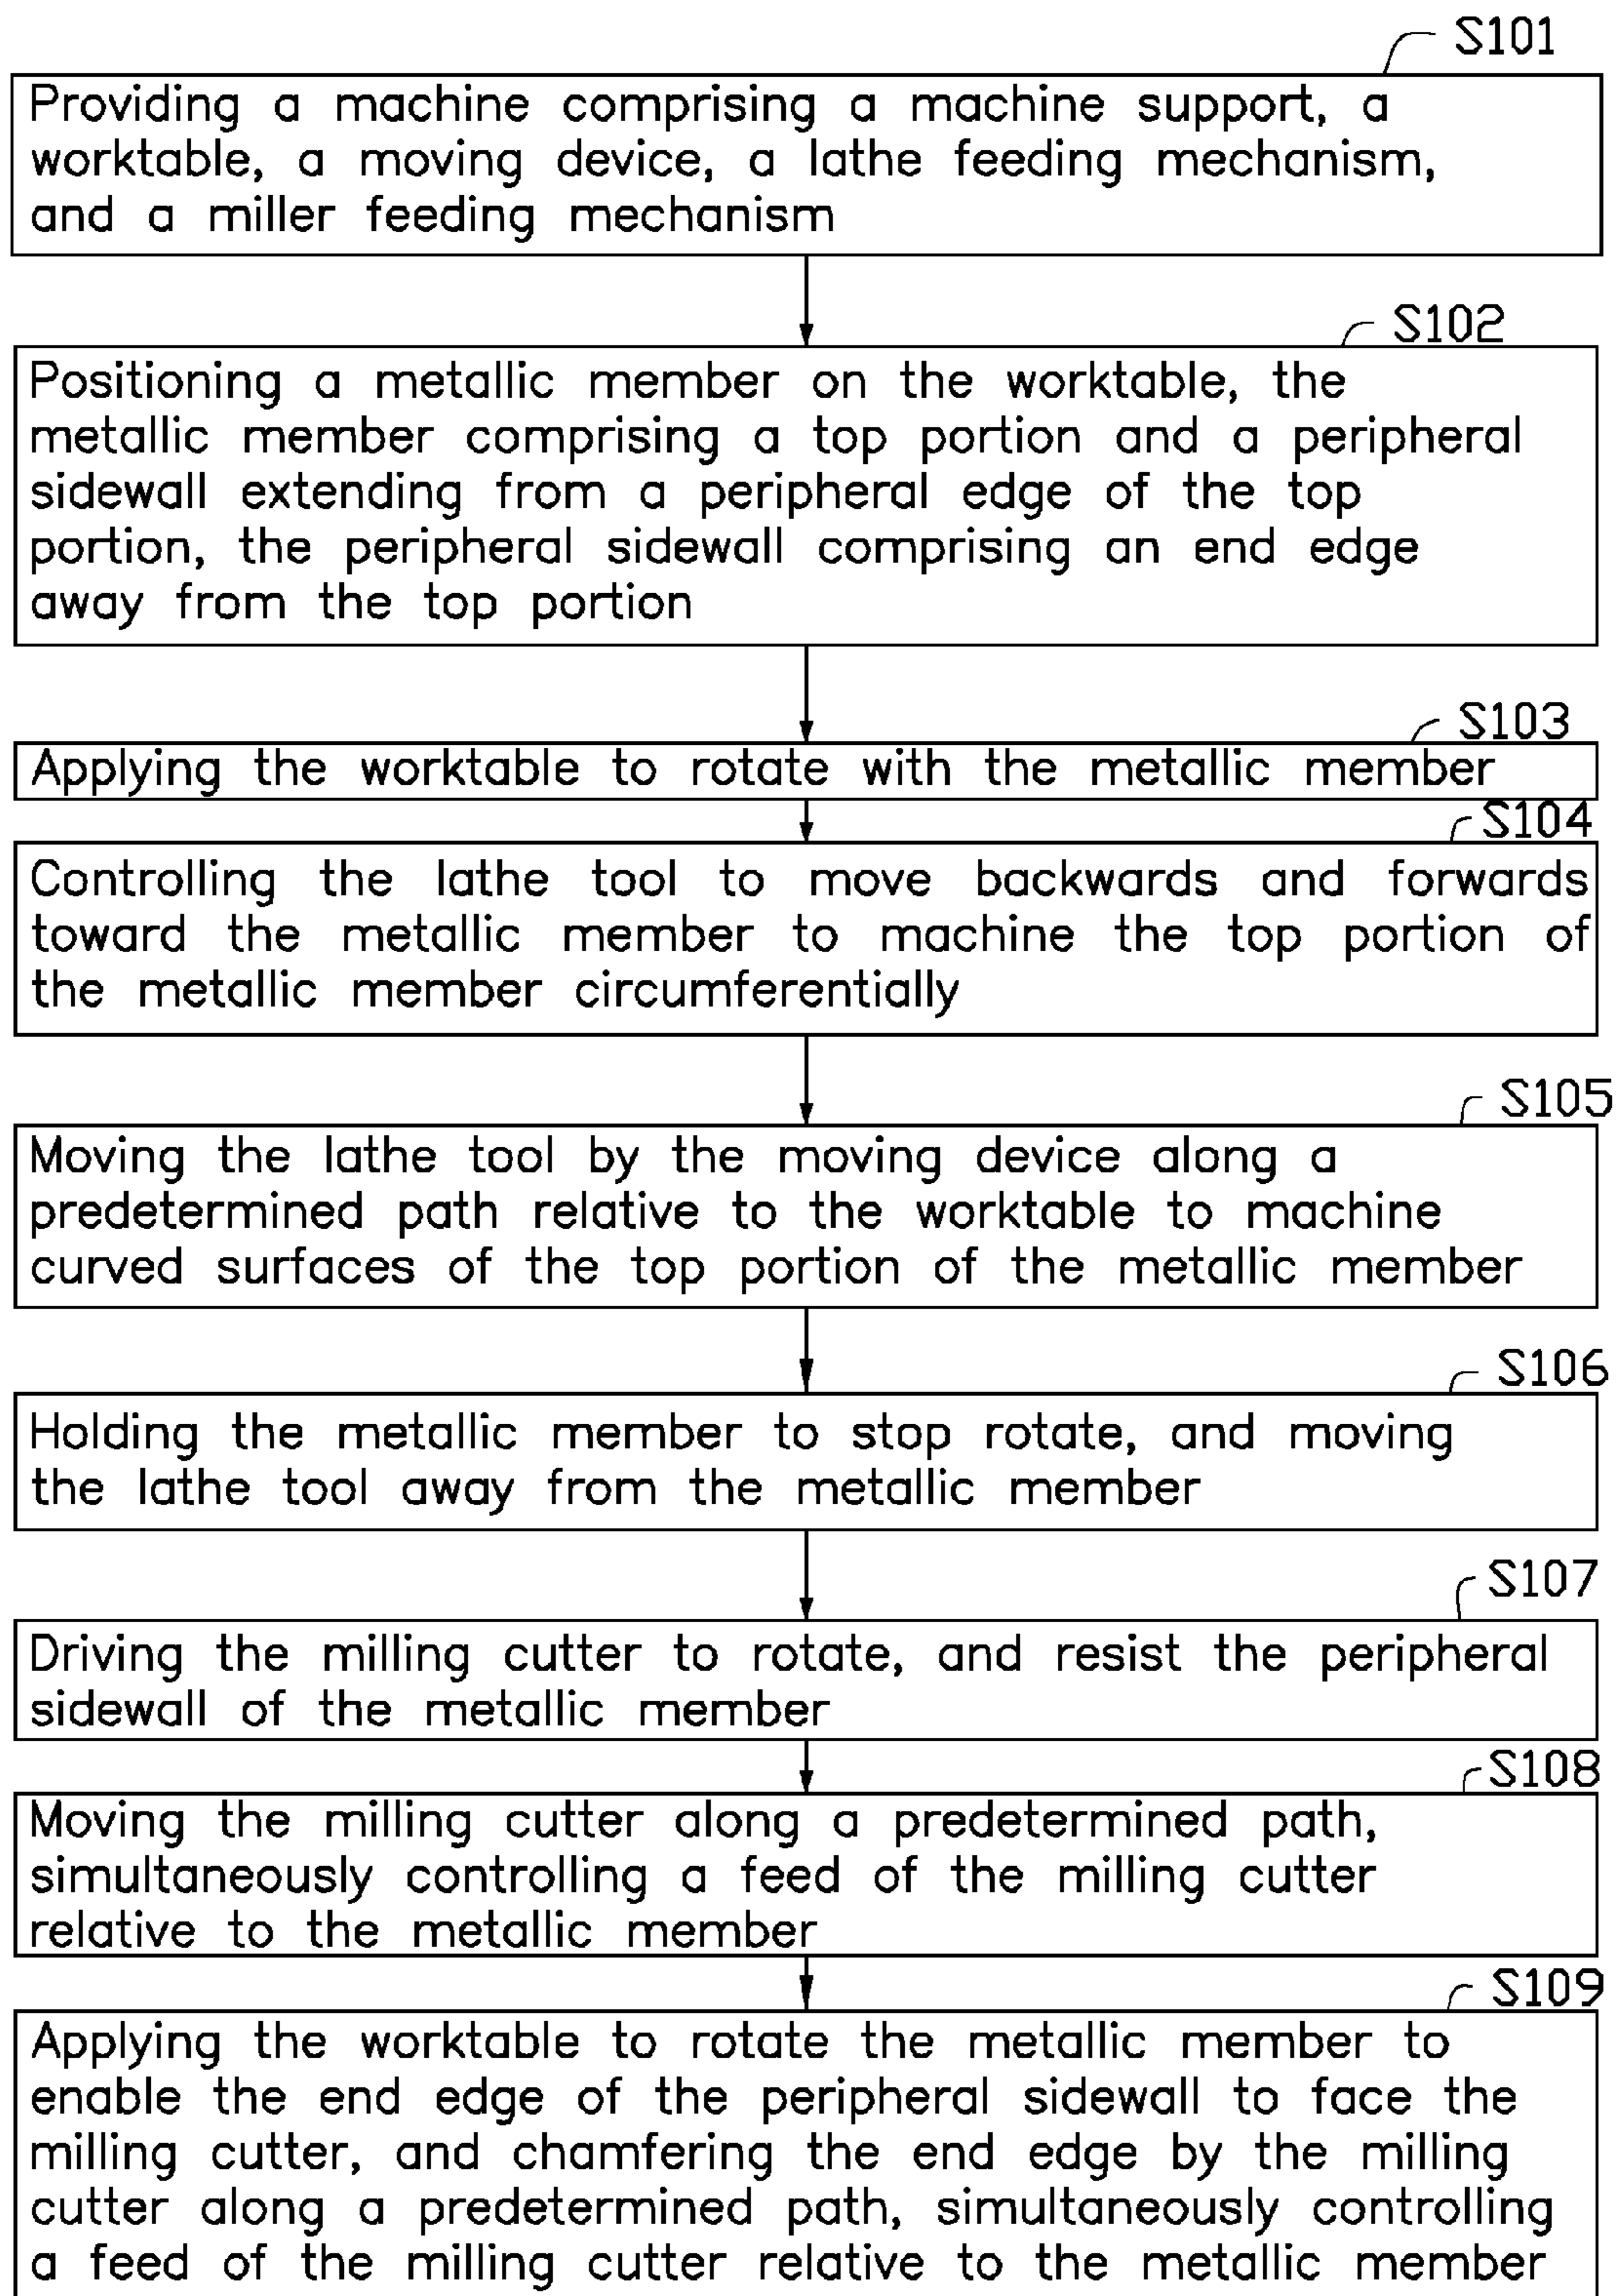 S101
Providing a machine comprising a machine support, a
worktable, a moving device, a lathe feeding mechanism,
and a miller feeding mechanism
S102
Positioning a metallic member on the worktable, the
metallic member comprising a top portion and a peripheral
sidewall extending from a peripheral edge of the top
portion, the peripheral sidewall comprising an end edge
away from the top portion
S103
Applying the worktable to rotate with the metallic member
S104
Controlling the lathe tool to move backwards and forwards
toward the metallic member to machine the top portion of
the metallic member circumferentially
S105
Moving the lathe tool by the moving device along a
predetermined path relative to the worktable to machine
curved surfaces of the top portion of the metallic member
S106
Holding the metallic member to stop rotate, and moving
the lathe tool away from the metallic member
S107
Driving the milling cutter to rotate, and resist the peripheral
sidewall of the metallic member
S108
Moving the milling cutter along a predetermined path,
simultaneously controlling a feed of the milling cutter
relative to the metallic member
S109
Applying the worktable to rotate the metallic member to
enable the end edge of the peripheral sidewall to face the
milling cutter, and chamfering the end edge by the milling
cutter along a predetermined path, simultaneously controlling
a feed of the milling cutter relative to the metallic member